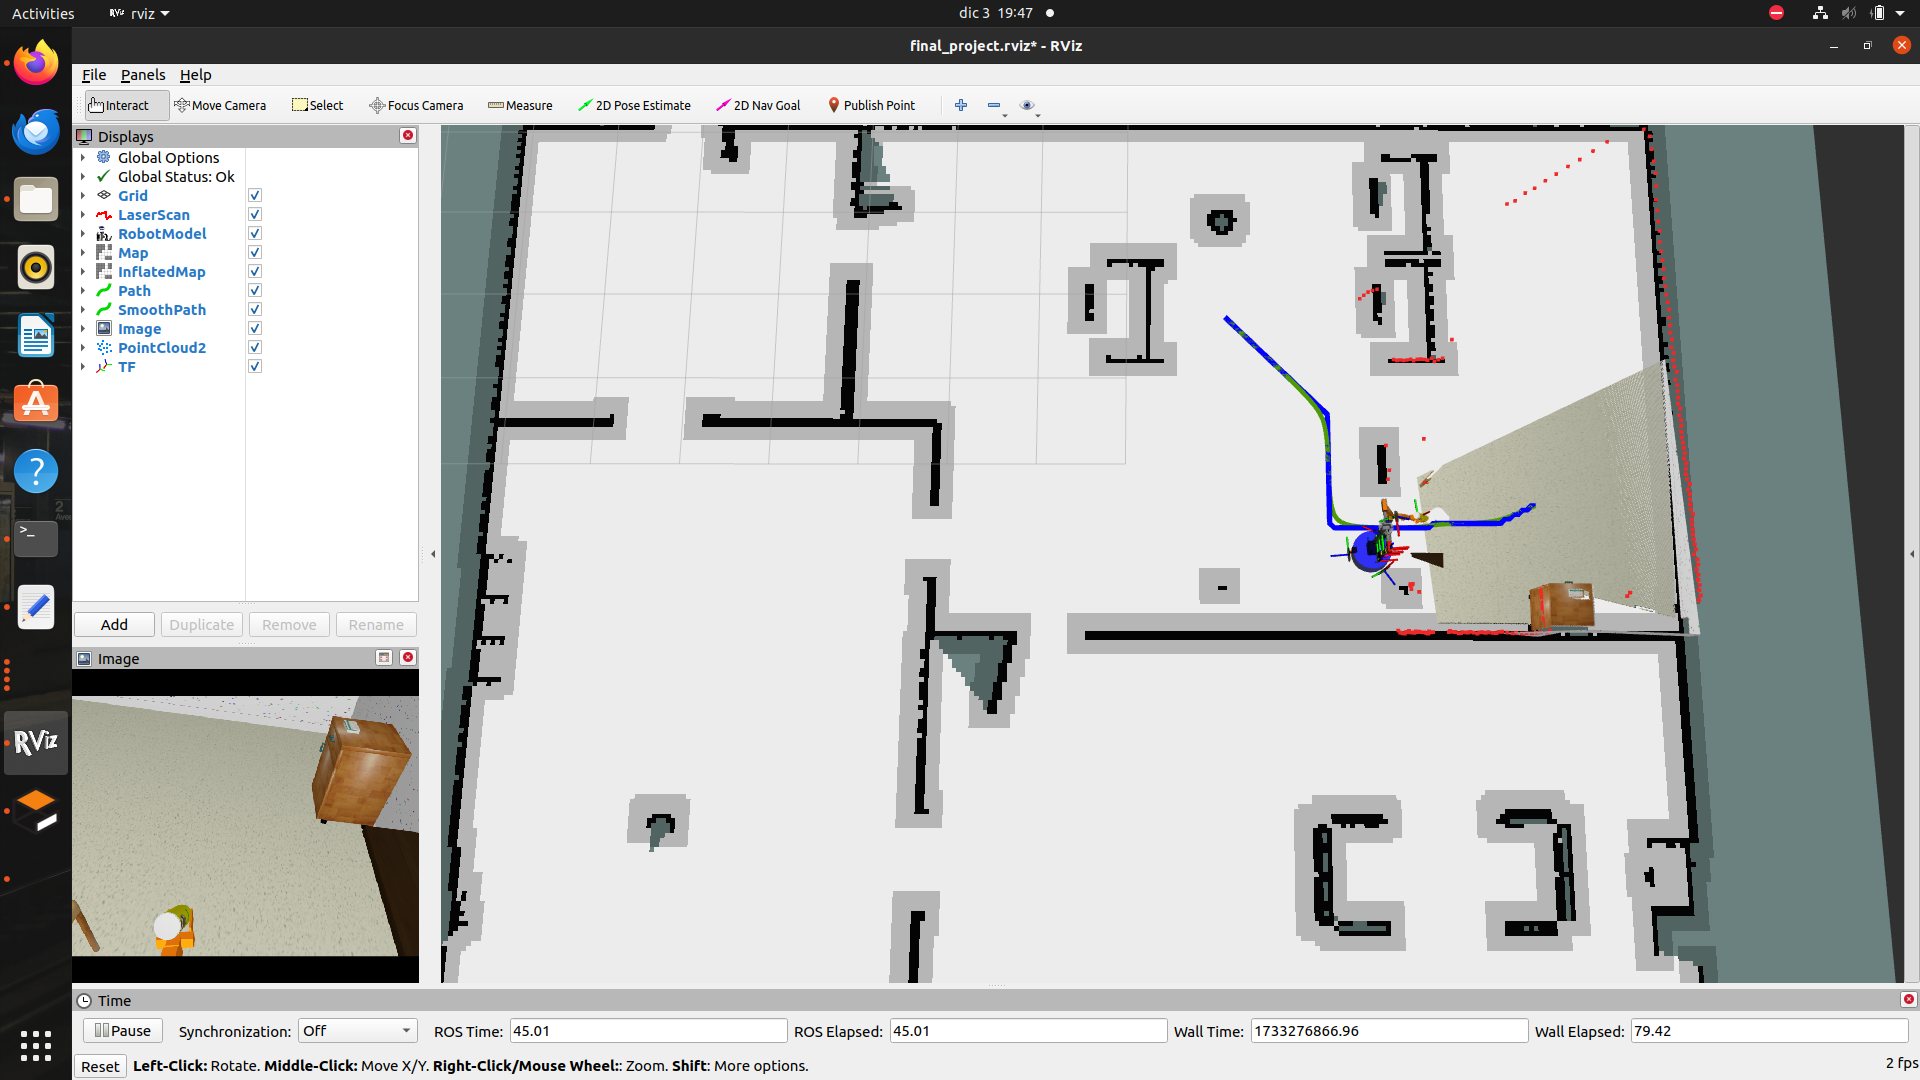 Activities
RViz rviz
dic 3 19:47
final_project.rviz* - RViz
File Panels Help
Interact Move Camera Select Focus Camera Measure 2D Pose Estimate 2D Nav Goal Publish Point
Displays
Global Options
Global Status: Ok
Grid
LaserScan
RobotModel
Map
InflatedMap
Path
SmoothPath
Image
PointCloud2
TF
Add Duplicate Remove Rename
Image
RViz
Time
Pause Synchronization: Off ROS Time: 45.01 ROS Elapsed: 45.01 Wall Time: 1733276866.96 Wall Elapsed: 79.42
Reset Left-Click: Rotate. Middle-Click: Move X/Y. Right-Click/Mouse Wheel:: Zoom. Shift: More options. 2 fps